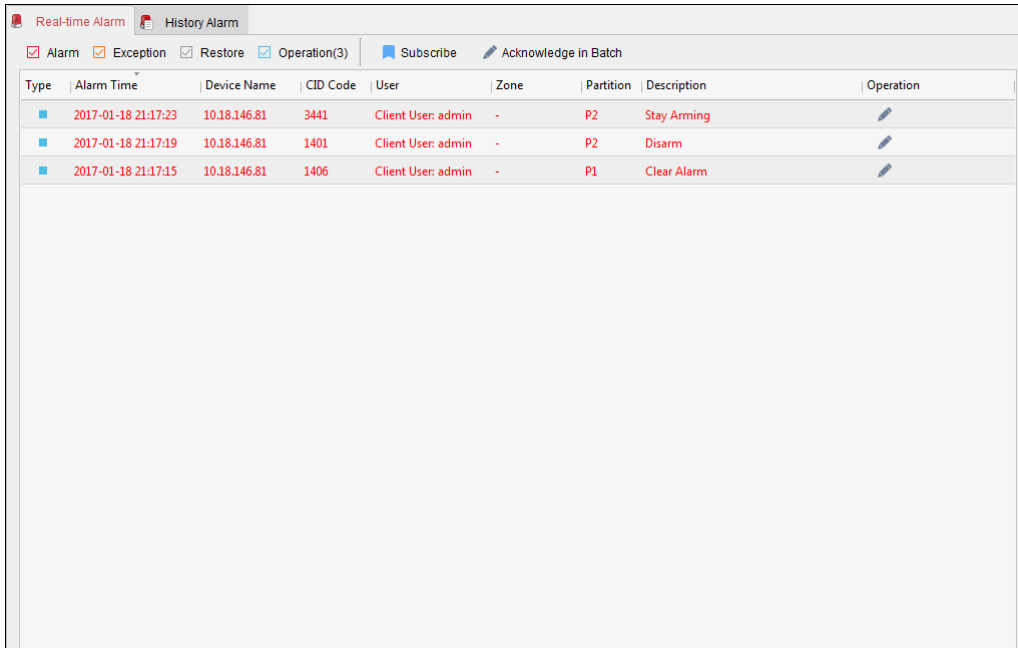 Real-time Alarm History Alarm
Alarm Exception Restore Operation(3) Subscribe Acknowledge in Batch
Type Alarm Time Device Name CID Code User Zone Partition Description Operation
2017-01-18 21:17:23 10.18.146.81 3441 Client User: admin - P2 Stay Arming
2017-01-18 21:17:19 10.18.146.81 1401 Client User: admin - P2 Disarm
2017-01-18 21:17:15 10.18.146.81 1406 Client User: admin - P1 Clear Alarm